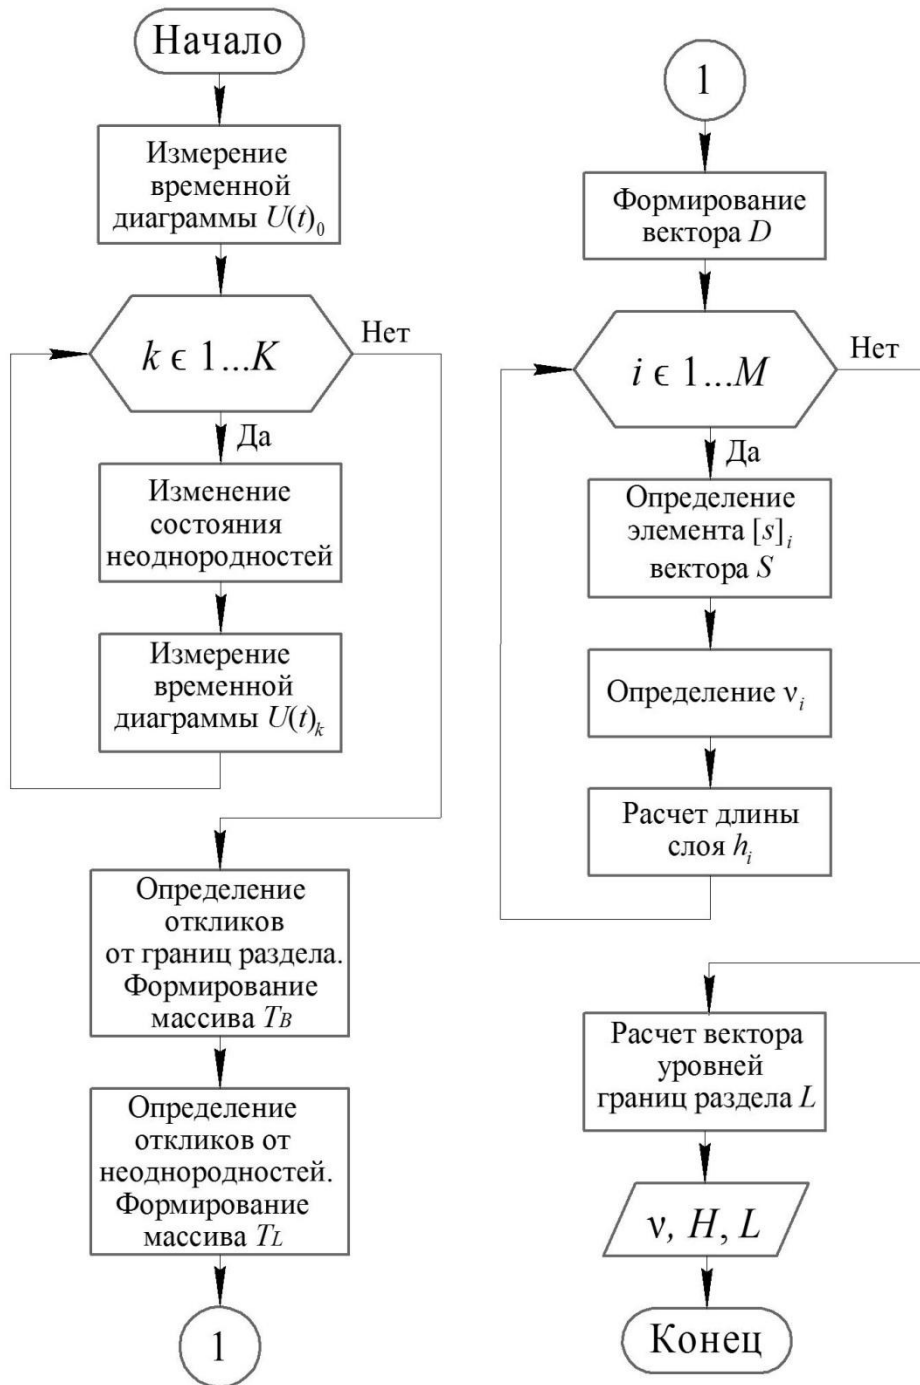 Начало
Измерение
временной
диаграммы U(t)₀
k ϵ 1...K
Нет
Да
Изменение
состояния
неоднородностей
Измерение
временной
диаграммы U(t)ₖ
Определение
откликов
от границ раздела.
Формирование
массива TB
Определение
откликов от
неоднородностей.
Формирование
массива TL
1
1
Формирование
вектора D
i ϵ 1...M
Нет
Да
Определение
элемента [s]ᵢ
вектора S
Определение νᵢ
Расчет длины
слоя hᵢ
Расчет вектора
уровней
границ раздела L
ν, H, L
Конец